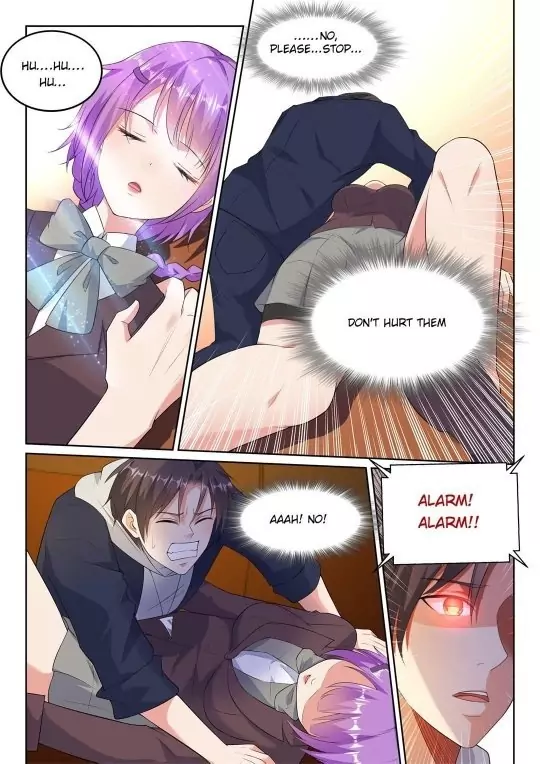 HU....HU....
HU...
......NO,
PLEASE...STOP...
DON'T HURT THEM
AAAH! NO!
ALARM!
ALARM!!